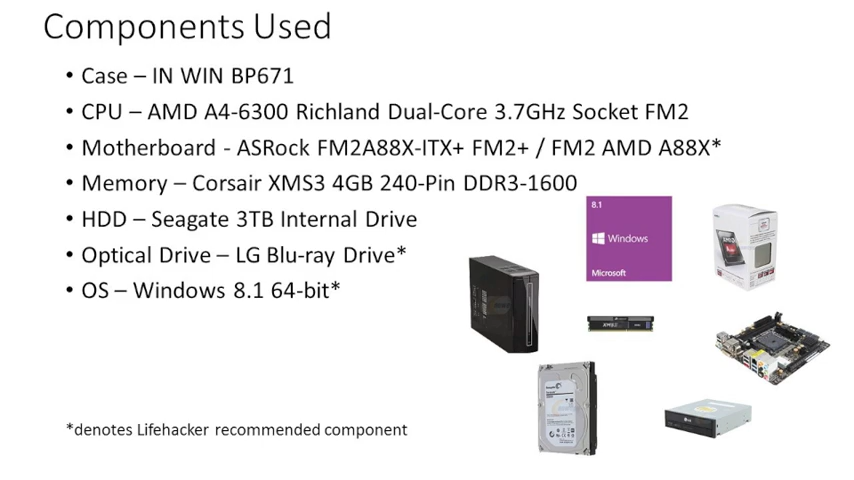 Components Used
• Case – IN WIN BP671
• CPU – AMD A4-6300 Richland Dual-Core 3.7GHz Socket FM2
• Motherboard - ASRock FM2A88X-ITX+ FM2+ / FM2 AMD A88X*
• Memory – Corsair XMS3 4GB 240-Pin DDR3-1600
• HDD – Seagate 3TB Internal Drive
• Optical Drive – LG Blu-ray Drive*
• OS – Windows 8.1 64-bit*
8.1
Windows
Microsoft
XMS3
*denotes Lifehacker recommended component